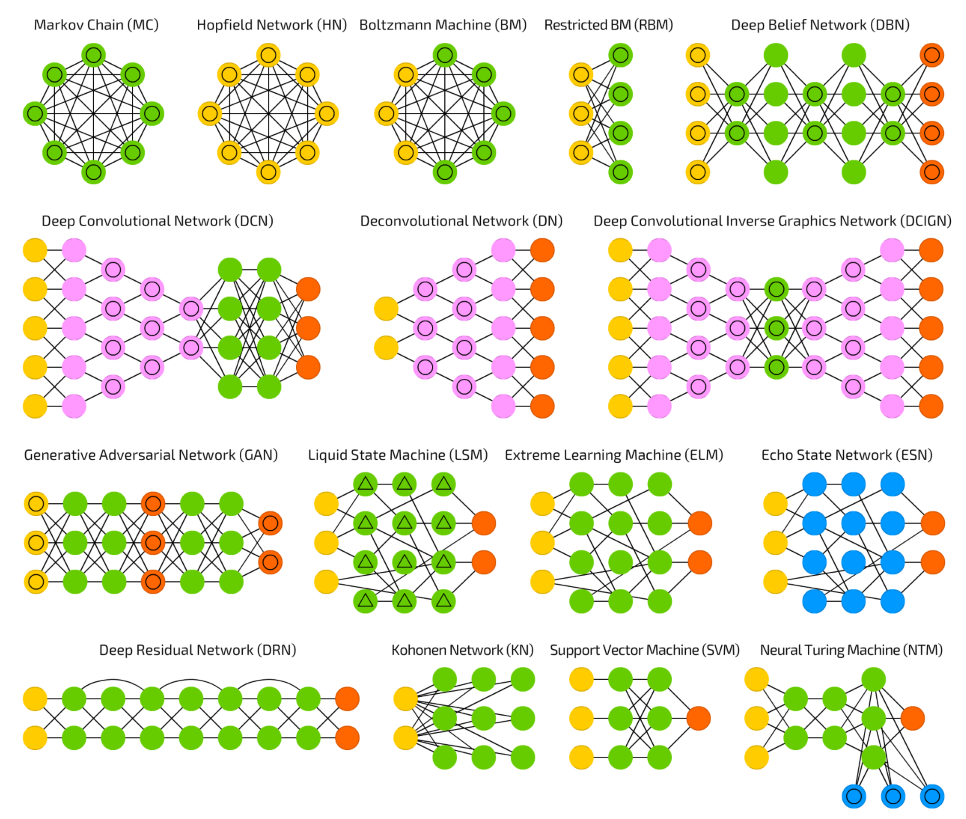 Markov Chain (MC)
Hopfield Network (HN)
Boltzmann Machine (BM)
Restricted BM (RBM)
Deep Belief Network (DBN)
Deep Convolutional Network (DCN)
Deconvolutional Network (DN)
Deep Convolutional Inverse Graphics Network (DCIGN)
Generative Adversarial Network (GAN)
Liquid State Machine (LSM)
Extreme Learning Machine (ELM)
Echo State Network (ESN)
Deep Residual Network (DRN)
Kohonen Network (KN)
Support Vector Machine (SVM)
Neural Turing Machine (NTM)